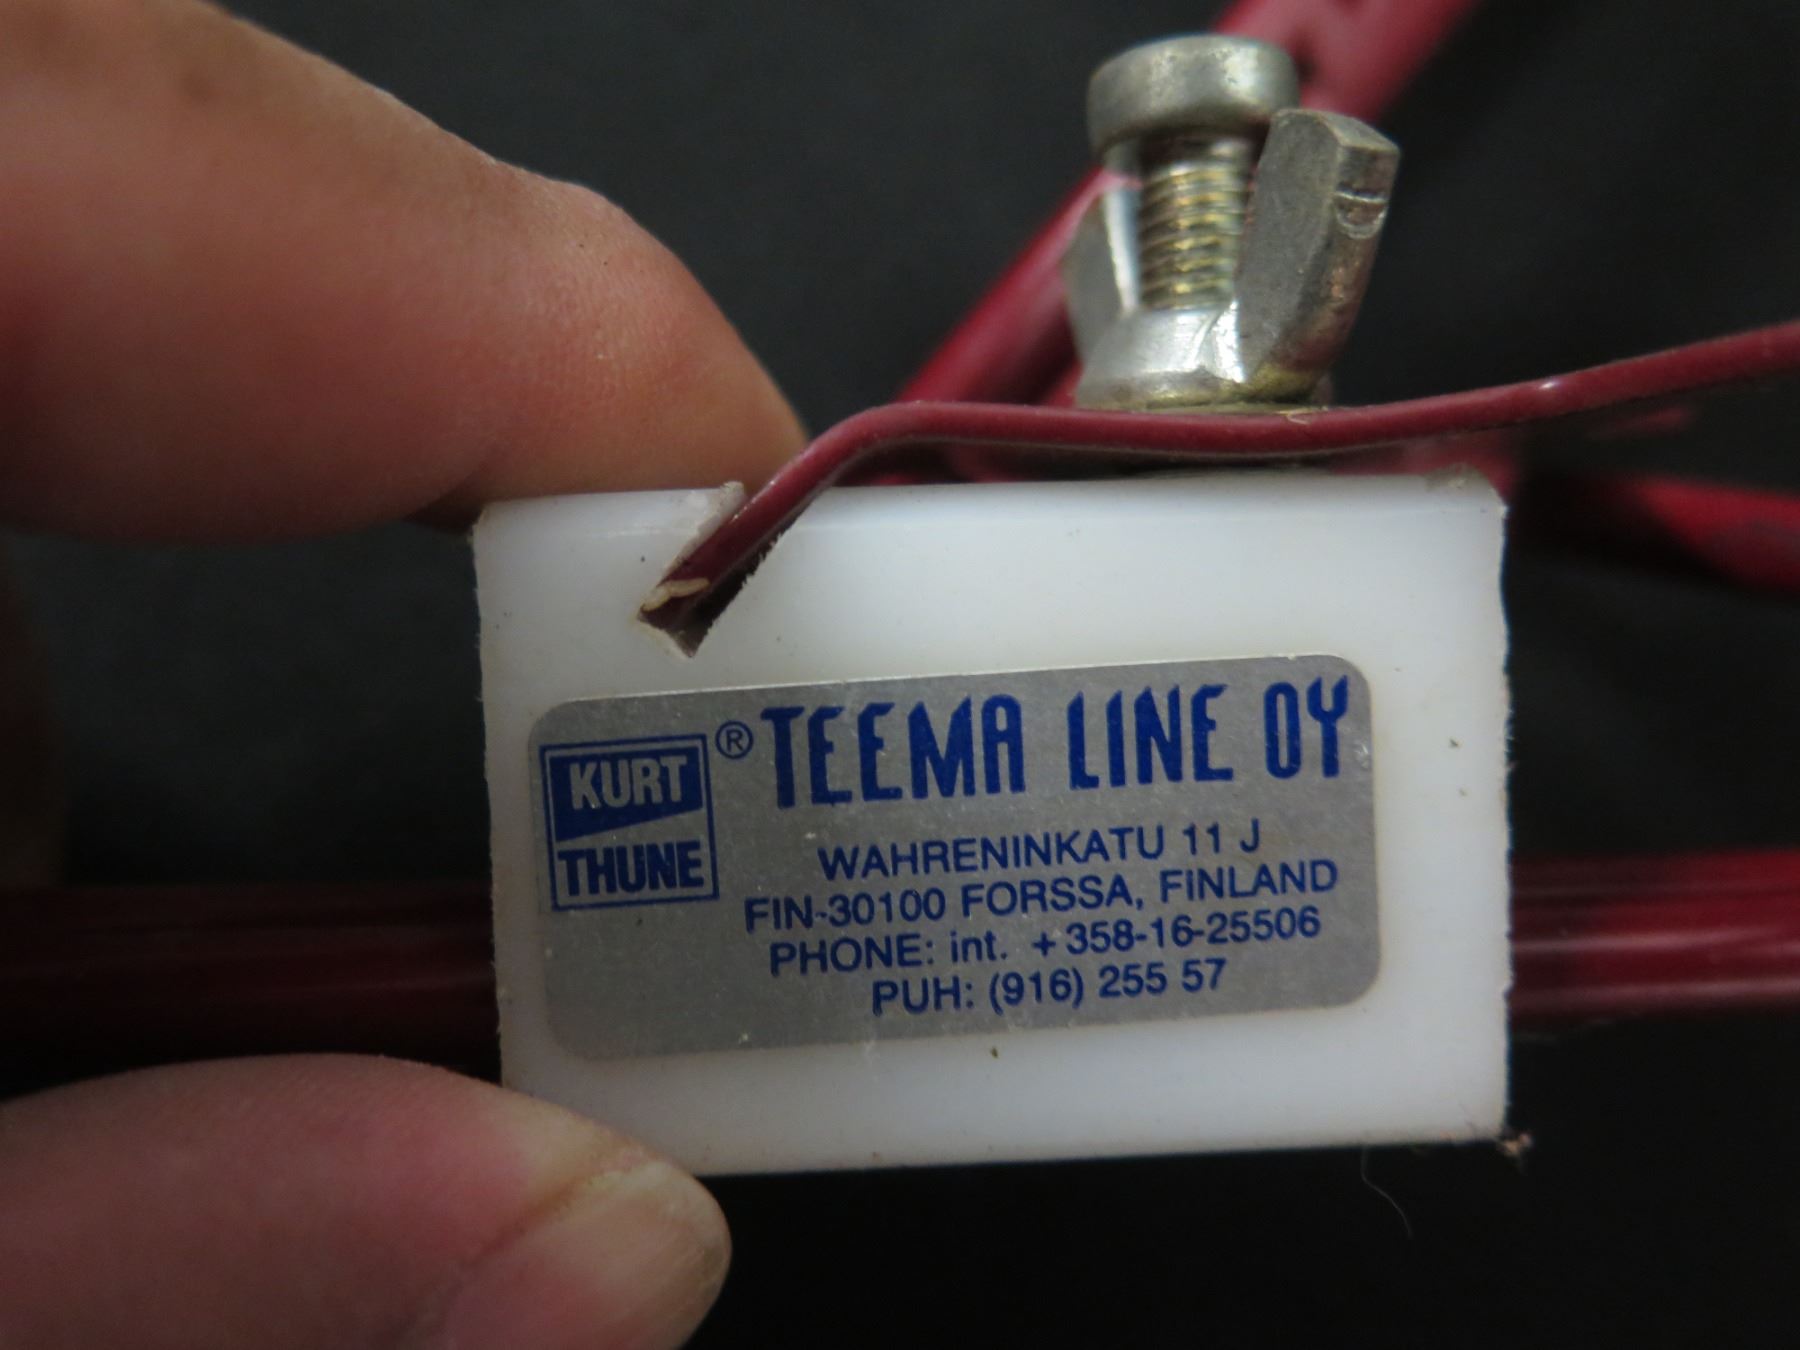 KURT
THUNE
® TEEMA LINE OY
WAHRENINKATU 11 J
FIN-30100 FORSSA, FINLAND
PHONE: int. +358-16-25506
PUH: (916) 255 57